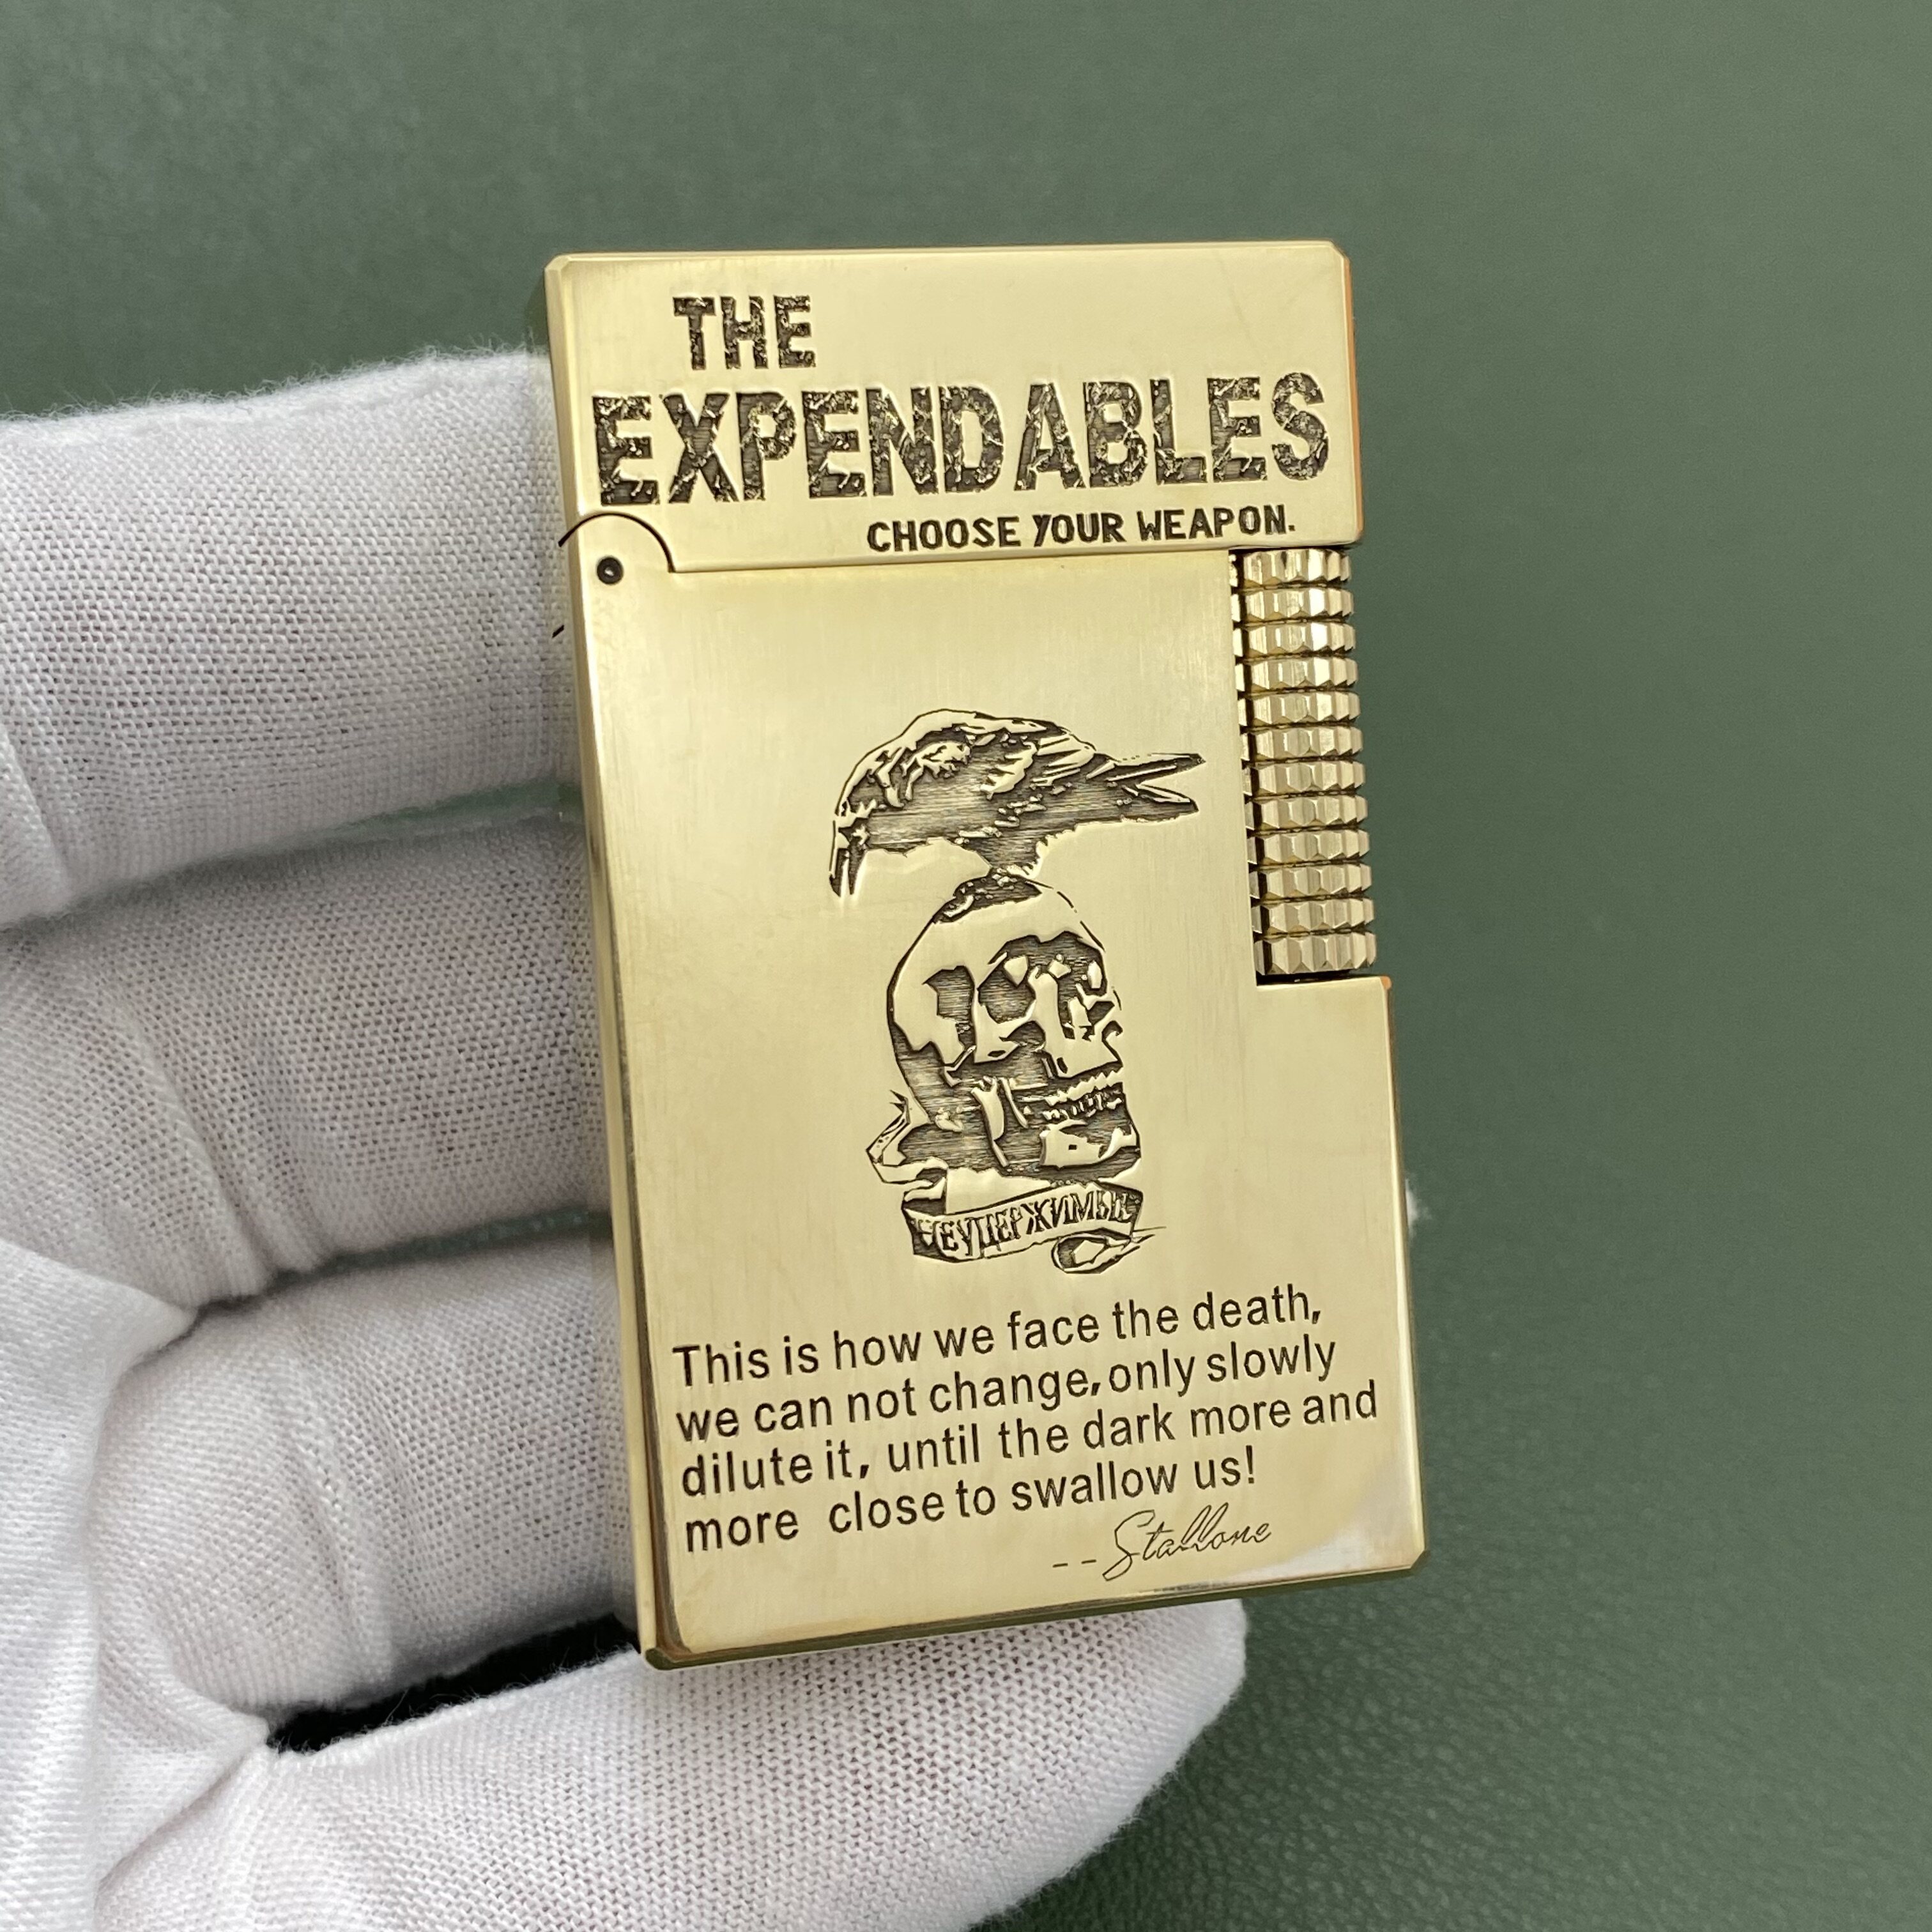 THE
EXPENDABLES
CHOOSE YOUR WEAPON.
НЕУДЕРЖИМЫЕ
This is how we face the death,
we can not change, only slowly
dilute it, until the dark more and
more close to swallow us!
--Stallone